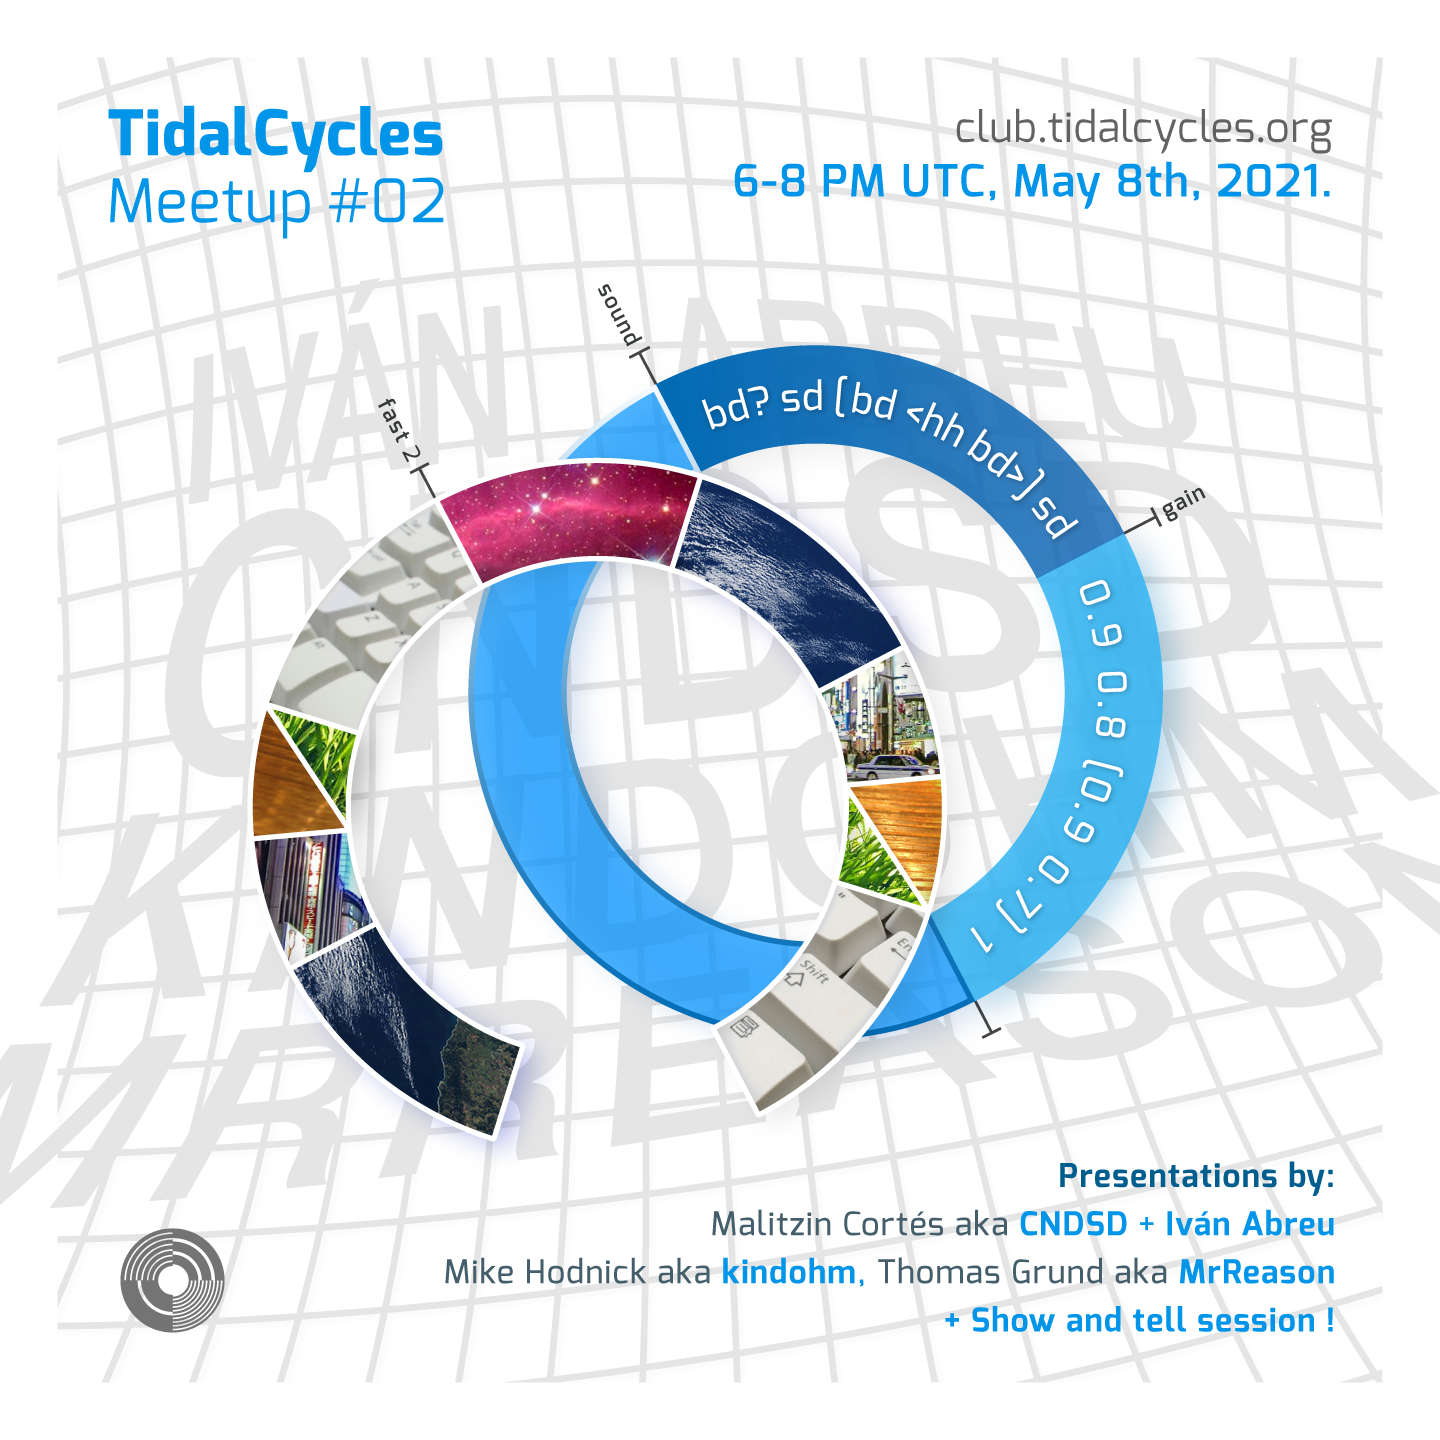 TidalCycles
Meetup #02
club.tidalcycles.org
6-8 PM UTC, May 8th, 2021.
IVÁN ABREU
CNDSD
KINDOHM
MRREASON
sound
fast 2
bd? sd [bd <hh bd>] sd
gain
0.9 0.8 [0.9 0.7] 1
Shift
Presentations by:
Malitzin Cortés aka CNDSD + Iván Abreu
Mike Hodnick aka kindohm, Thomas Grund aka MrReason
+ Show and tell session !